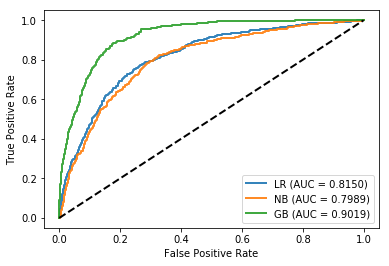 1.0
0.8
0.6
0.4
0.2
0.0
True Positive Rate
LR (AUC = 0.8150)
NB (AUC = 0.7989)
GB (AUC = 0.9019)
0.0 0.2 0.4 0.6 0.8 1.0
False Positive Rate